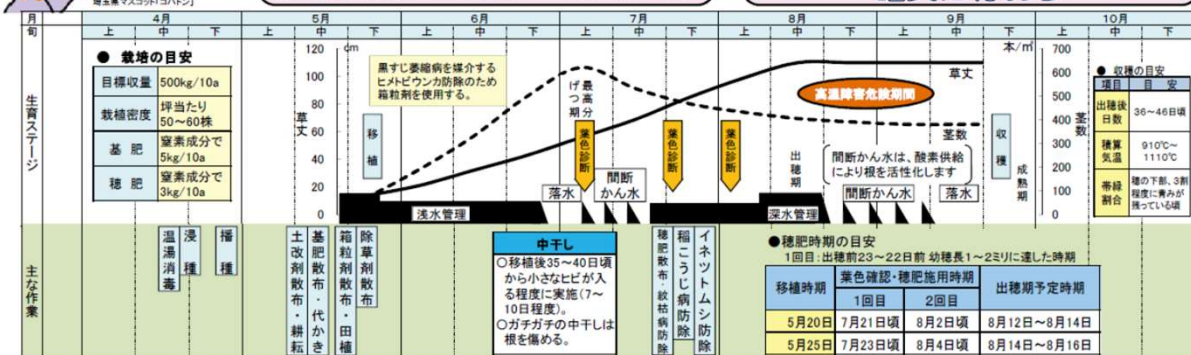 埼玉県マスコット「コバトン」
月 4月 5月 6月 7月 8月 9月 10月
旬 上 中 下 上 中 下 上 中 下 上 中 下 上 中 下 上 中 下 上 中 下
生育ステージ
● 栽培の目安
目標収量 500kg/10a
栽植密度 坪当たり
50～60株
基 肥 窒素成分で
5kg/10a
穂 肥 窒素成分で
3kg/10a
cm
120
100
80
60
40
20
0
草丈
移植
黒すじ萎縮病を媒介する
ヒメトビウンカ防除のため
箱粒剤を使用する。
最高分げつ期
葉色診断
葉色診断
葉色診断
草丈
高温障害危険期間
茎数
出穂期
間断かん水は、酸素供給
により根を活性化します
収穫
成熟期
浅水管理
落水
間断
かん水
深水管理
間断かん水
落水
本/㎡
700
600
500
400
300
200
100
0
茎数
● 収穫の目安
項目 目 安
出穂後
日数 36～46日頃
積算
気温 910℃～
1110℃
帯緑
割合 穂の下部、3割
程度に青みが
残っている頃
主な作業
温湯消毒
浸種
播種
土改剤散布・耕耘
基肥散布・代かき
箱粒剤散布・田植
除草剤散布
中干し
○移植後35～40日頃
から小さなヒビが入
る程度に実施(7～
10日程度)。
○ガチガチの中干しは
根を傷める。
穂肥散布・紋枯病防除
稲こうじ病防除
イネツトムシ防除
●穂肥時期の目安
1回目:出穂前23～22日前 幼穂長1～2ミリに達した時期
移植時期 葉色確認・穂肥施用時期 出穂期予定時期
1回目 2回目
5月20日 7月21日頃 8月2日頃 8月12日～8月14日
5月25日 7月23日頃 8月4日頃 8月14日～8月16日